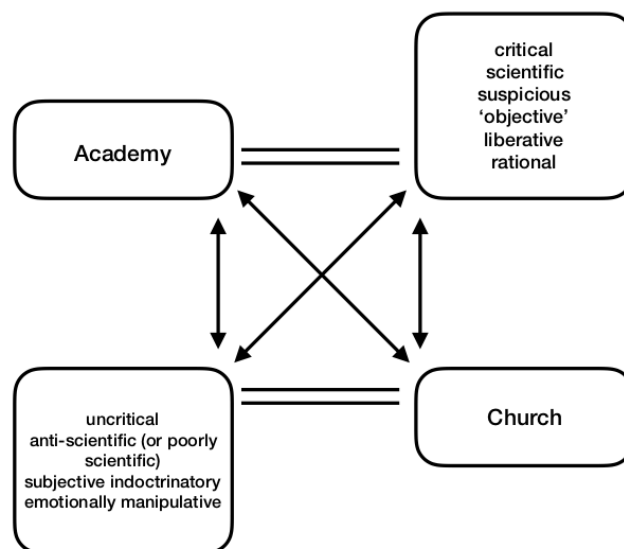 critical
scientific
suspicious
‘objective’
liberative
rational
Academy
uncritical
anti-scientific (or poorly
scientific)
subjective indoctrinatory
emotionally manipulative
Church